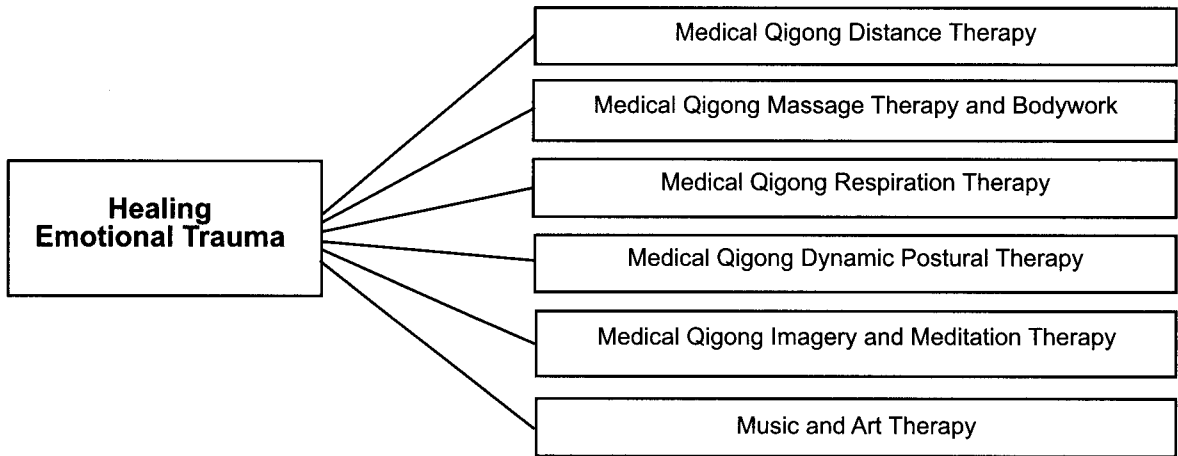 Medical Qigong Distance Therapy
Medical Qigong Massage Therapy and Bodywork
Healing
Emotional Trauma
Medical Qigong Respiration Therapy
Medical Qigong Dynamic Postural Therapy
Medical Qigong Imagery and Meditation Therapy
Music and Art Therapy